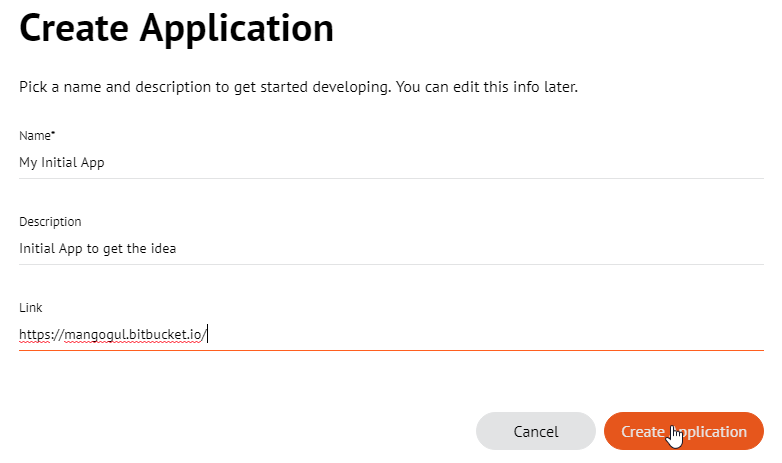 Create Application
Pick a name and description to get started developing. You can edit this info later.
Name*
My Initial App
Description
Initial App to get the idea
Link
https://mangogul.bitbucket.io/
Cancel
Create Application